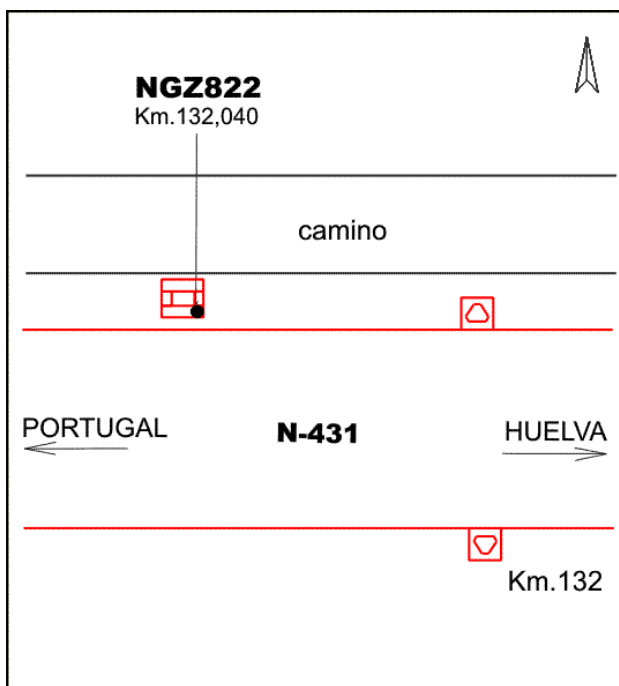 NGZ822
Km.132,040
camino
PORTUGAL
N-431
HUELVA
Km.132